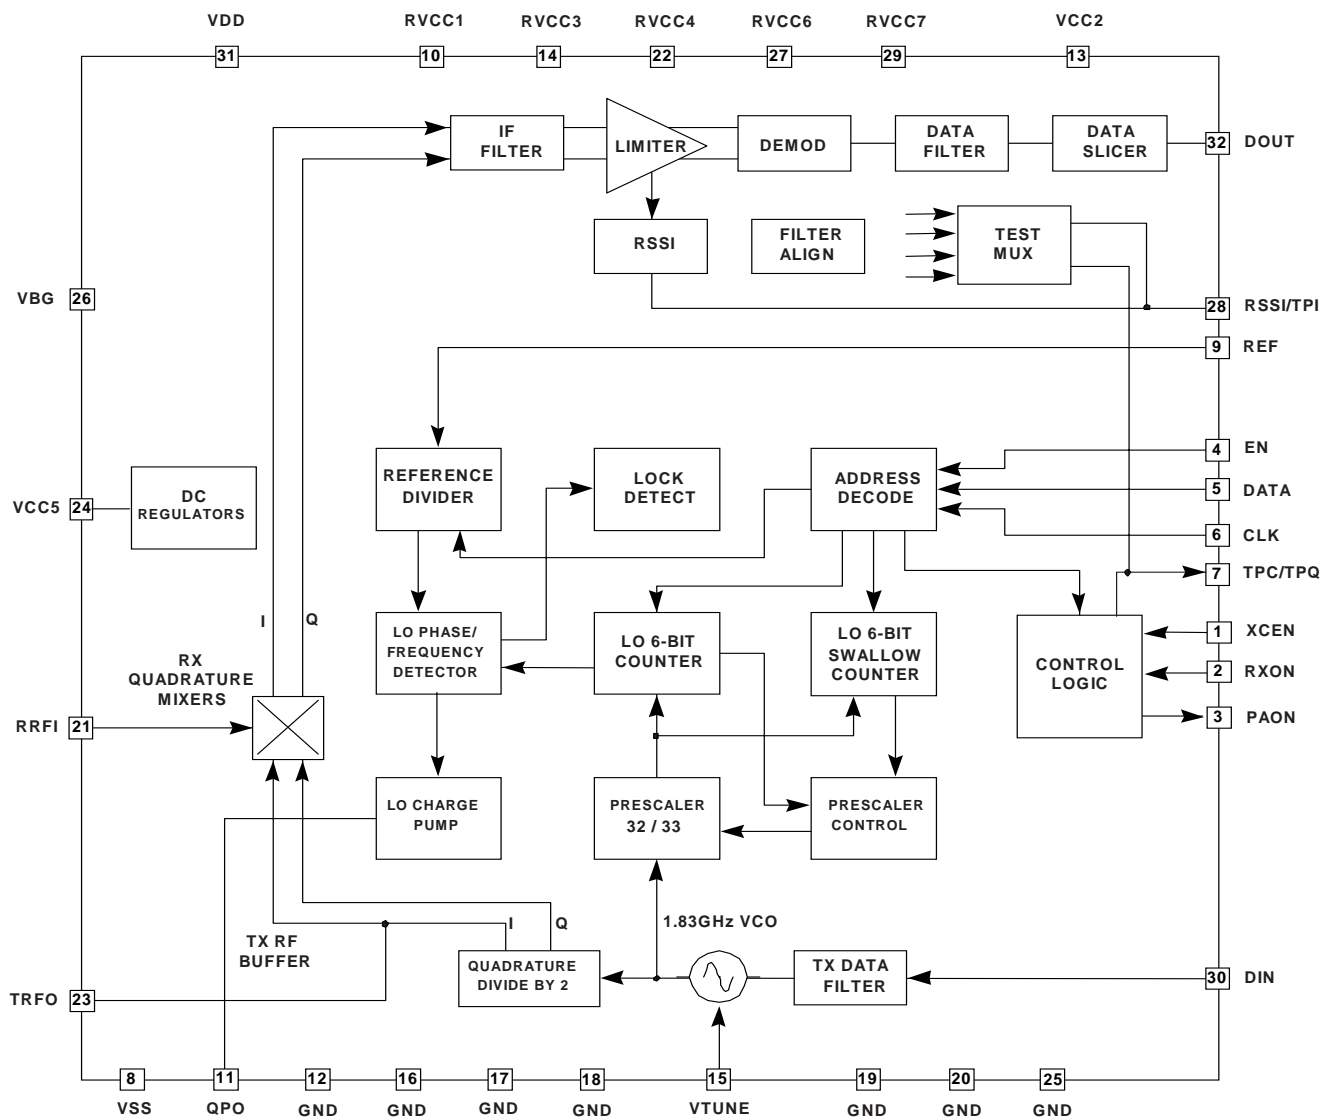 VDD
RVCC1
RVCC3
RVCC4
RVCC6
RVCC7
VCC2
31
10
14
22
27
29
13
IF
FILTER
LIMITER
DEMOD
DATA
FILTER
DATA
SLICER
32
DOUT
RSSI
FILTER
ALIGN
TEST
MUX
VBG
26
28
RSSI/TPI
9
REF
REFERENCE
DIVIDER
LOCK
DETECT
ADDRESS
DECODE
4
EN
5
DATA
6
CLK
VCC5
24
DC
REGULATORS
7
TPC/TPQ
I
Q
LO PHASE/
FREQUENCY
DETECTOR
LO 6-BIT
COUNTER
LO 6-BIT
SWALLOW
COUNTER
CONTROL
LOGIC
1
XCEN
2
RXON
3
PAON
RX
QUADRATURE
MIXERS
RRFI
21
LO CHARGE
PUMP
PRESCALER
32 / 33
PRESCALER
CONTROL
I
Q
1.83GHz VCO
TX RF
BUFFER
QUADRATURE
DIVIDE BY 2
TX DATA
FILTER
30
DIN
TRFO
23
8
11
12
16
17
18
15
19
20
25
VSS
QPO
GND
GND
GND
GND
VTUNE
GND
GND
GND